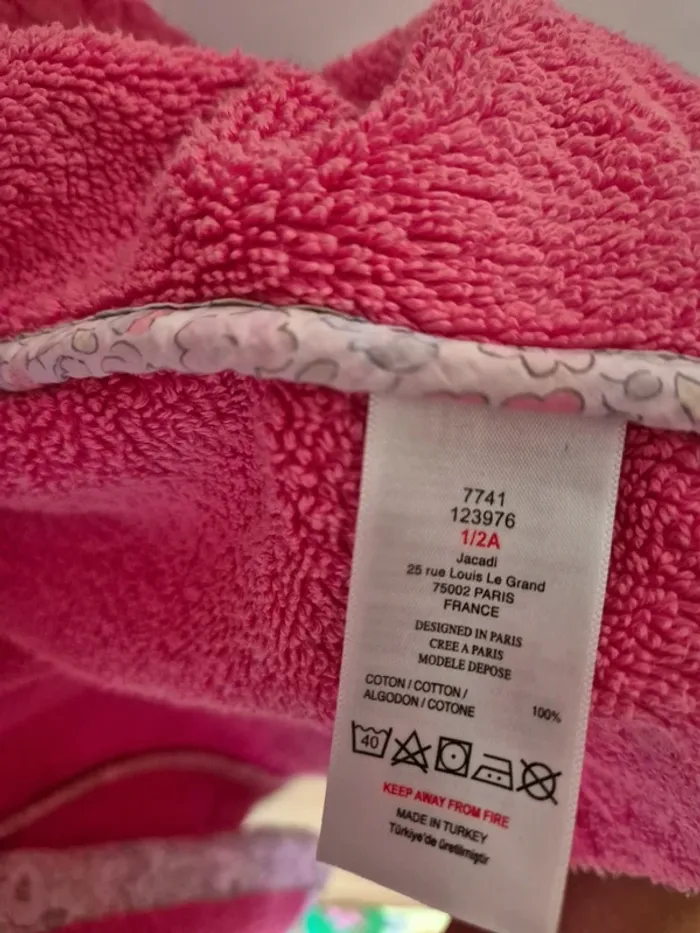 7741
123976
1/2A
Jacadi
25 rue Louis Le Grand
75002 PARIS
FRANCE
DESIGNED IN PARIS
CREE A PARIS
MODELE DEPOSE
COTON / COTTON /
ALGODON / COTONE 100%
40
KEEP AWAY FROM FIRE
MADE IN TURKEY
Türkiye'de üretilmiştir